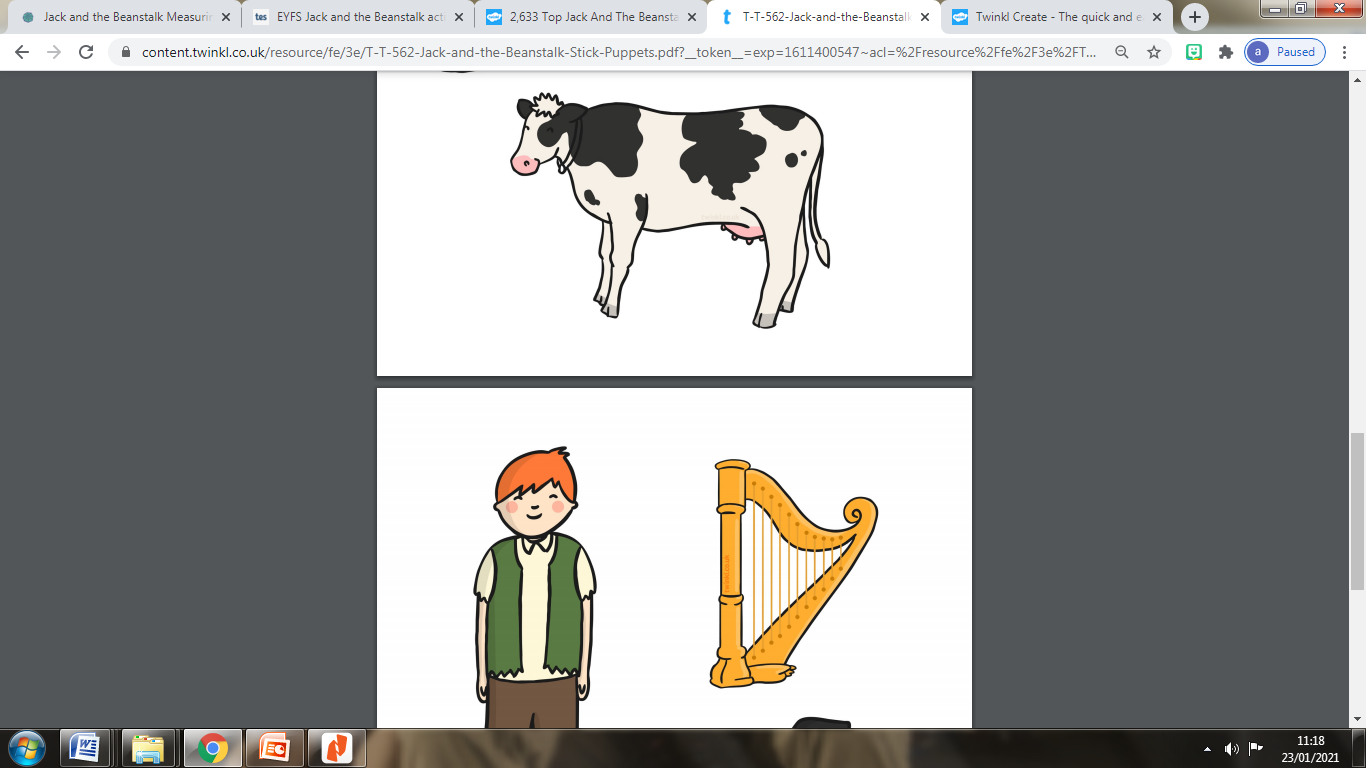 Jack and the Beanstalk Measurin
tes EYFS Jack and the Beanstalk act
2,633 Top Jack And The Beansta
T-T-562-Jack-and-the-Beanstalk
Twinkl Create - The quick and e
content.twinkl.co.uk/resource/fe/3e/T-T-562-Jack-and-the-Beanstalk-Stick-Puppets.pdf?__token__=exp=1611400547~acl=%2Fresource%2Ffe%2F3e%2FT...
a Paused
11:18
23/01/2021